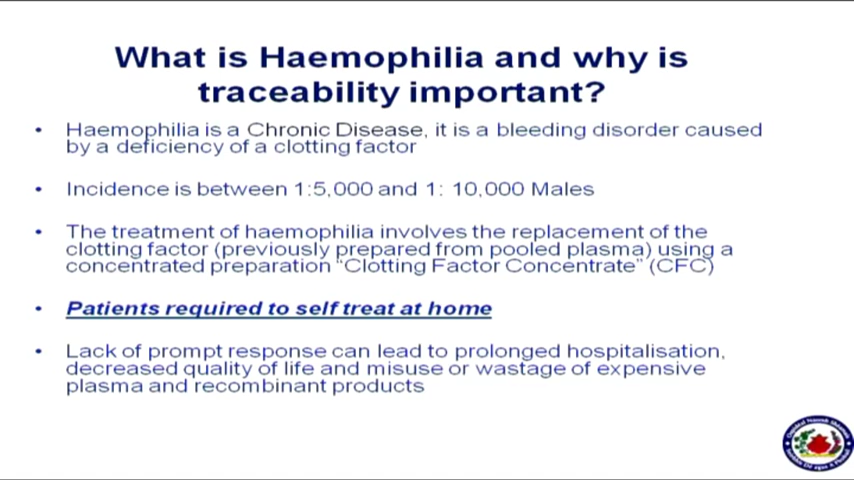 What is Haemophilia and why is
traceability important?
• Haemophilia is a Chronic Disease, it is a bleeding disorder caused
by a deficiency of a clotting factor
• Incidence is between 1:5,000 and 1: 10,000 Males
• The treatment of haemophilia involves the replacement of the
clotting factor (previously prepared from pooled plasma) using a
concentrated preparation “Clotting Factor Concentrate” (CFC)
• Patients required to self treat at home
• Lack of prompt response can lead to prolonged hospitalisation,
decreased quality of life and misuse or wastage of expensive
plasma and recombinant products